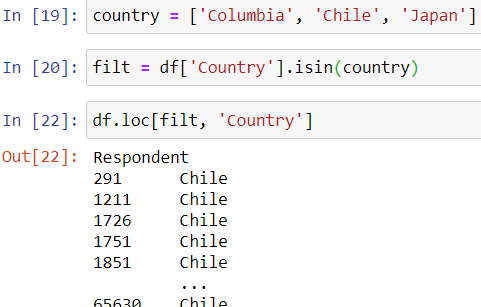 In [19]: country = ['Columbia', 'Chile', 'Japan']
In [20]: filt = df['Country'].isin(country)
In [22]: df.loc[filt, 'Country']
Out[22]: Respondent
291 Chile
1211 Chile
1726 Chile
1751 Chile
1851 Chile
...
65630 Chile